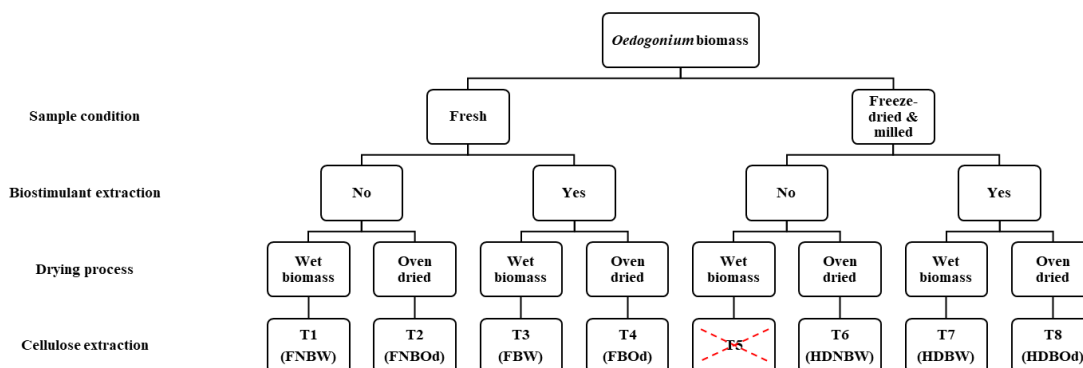 Oedogonium biomass
Sample condition
Fresh
Freeze-
dried &
milled
Biostimulant extraction
No
Yes
No
Yes
Drying process
Wet
biomass
Oven
dried
Wet
biomass
Oven
dried
Wet
biomass
Oven
dried
Wet
biomass
Oven
dried
Cellulose extraction
T1
(FNBW)
T2
(FNBOd)
T3
(FBW)
T4
(FBOd)
T5
T6
(HDNBW)
T7
(HDBW)
T8
(HDBOd)